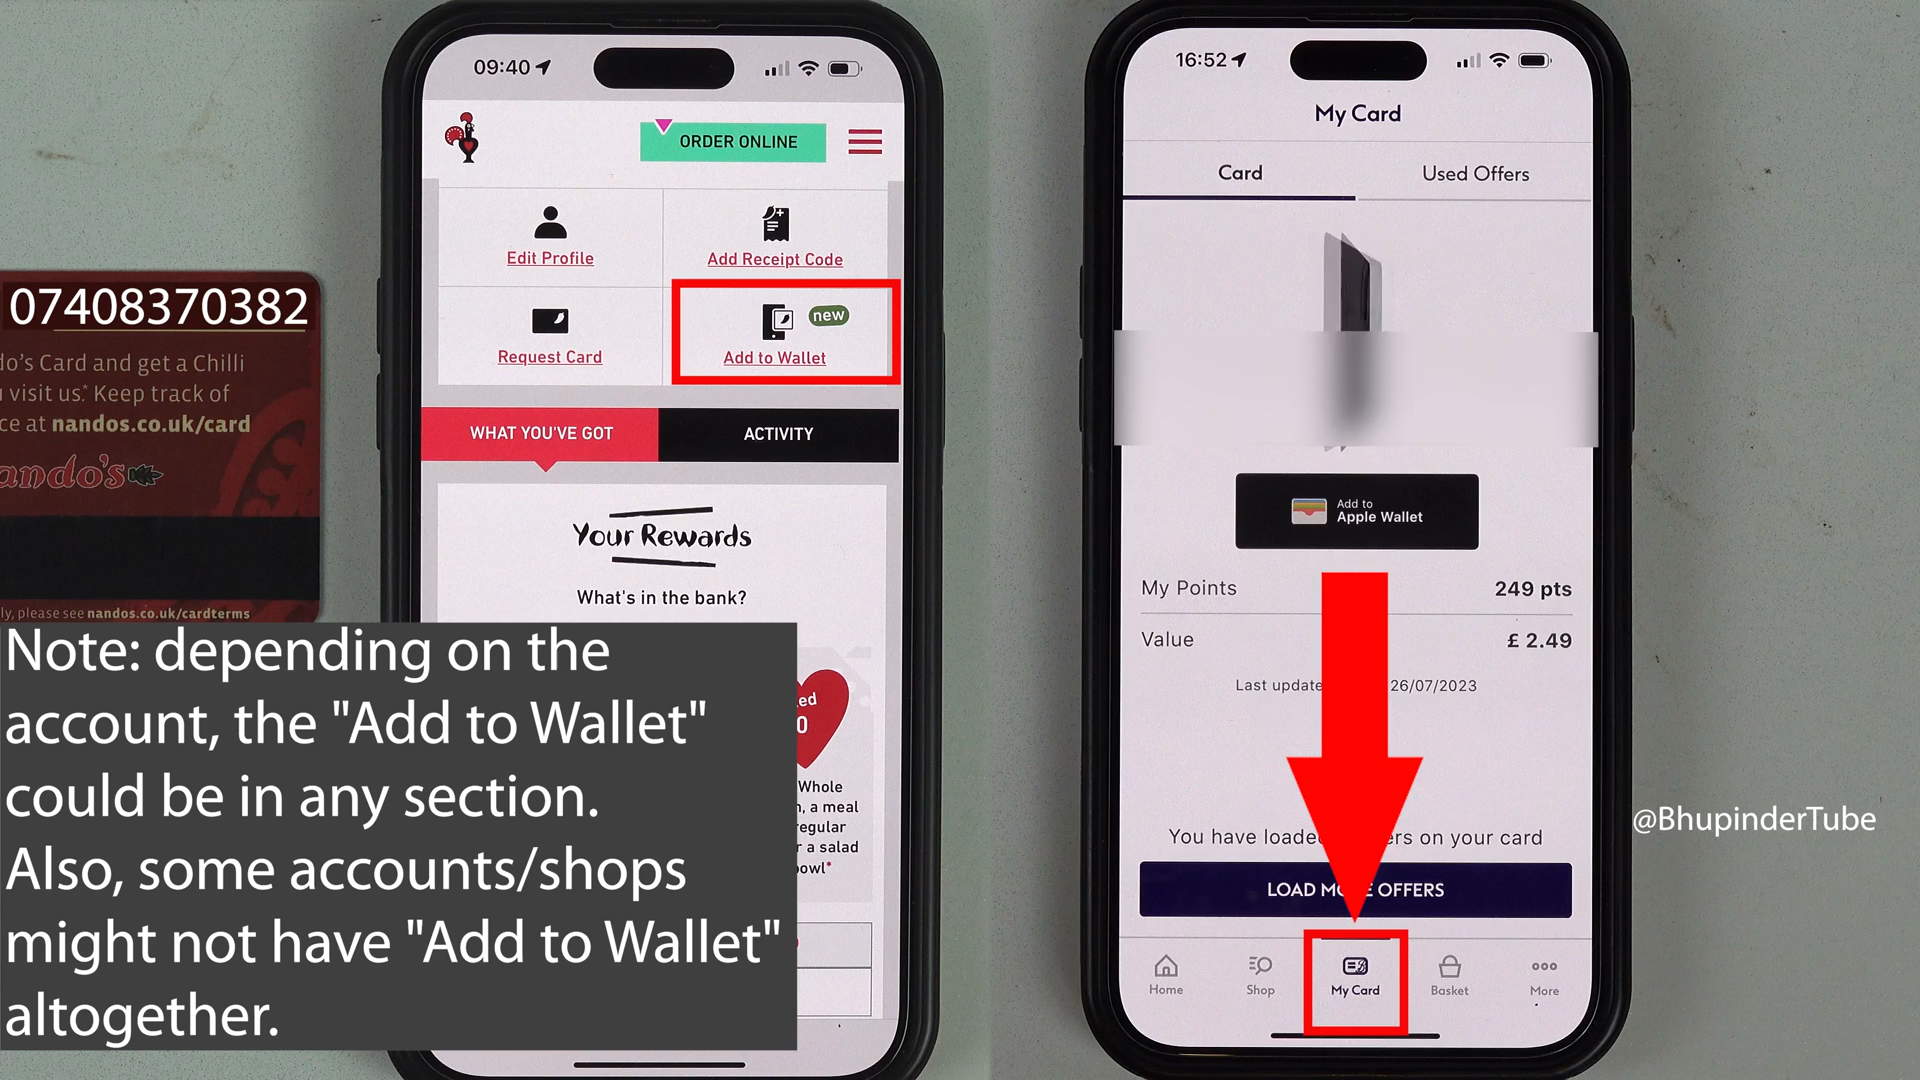 07408370382
do's Card and get a Chilli
visit us.* Keep track of
ce at nandos.co.uk/card
ando's
ly, please see nandos.co.uk/cardterms
Note: depending on the
account, the "Add to Wallet"
could be in any section.
Also, some accounts/shops
might not have "Add to Wallet"
altogether.
09:40
ORDER ONLINE
Edit Profile
Add Receipt Code
Request Card
new
Add to Wallet
WHAT YOU'VE GOT
ACTIVITY
Your Rewards
What's in the bank?
ed
0
Whole
, a meal
egular
r a salad
owl*
16:52
My Card
Card
Used Offers
Add to
Apple Wallet
My Points
249 pts
Value
£ 2.49
Last update 26/07/2023
You have loade ers on your card
LOAD MO E OFFERS
Home
Shop
My Card
Basket
More
@BhupinderTube